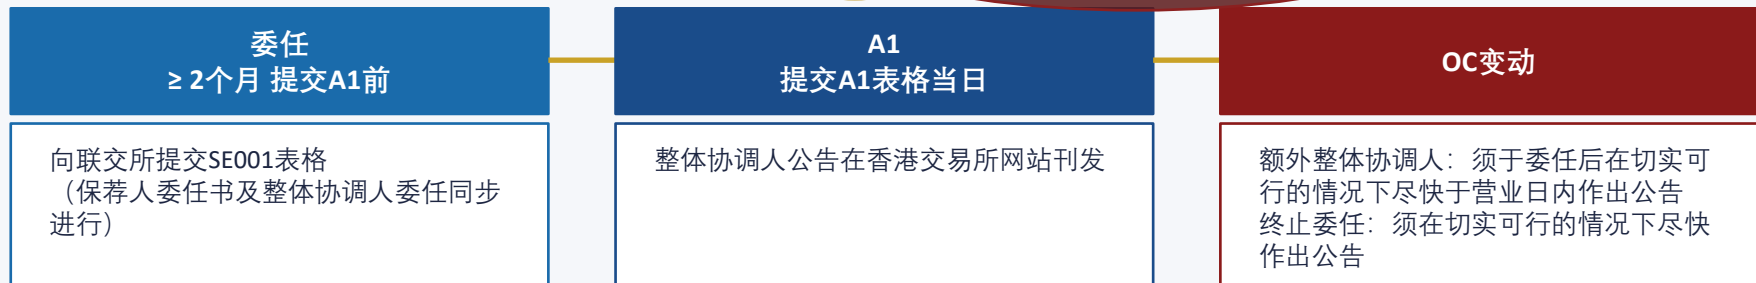 委任
≥ 2个月 提交A1前
向联交所提交SE001表格
（保荐人委任书及整体协调人委任同步
进行）
A1
提交A1表格当日
整体协调人公告在香港交易所网站刊发
OC变动
额外整体协调人：须于委任后在切实可
行的情况下尽快于营业日内作出公告
终止委任：须在切实可行的情况下尽快
作出公告